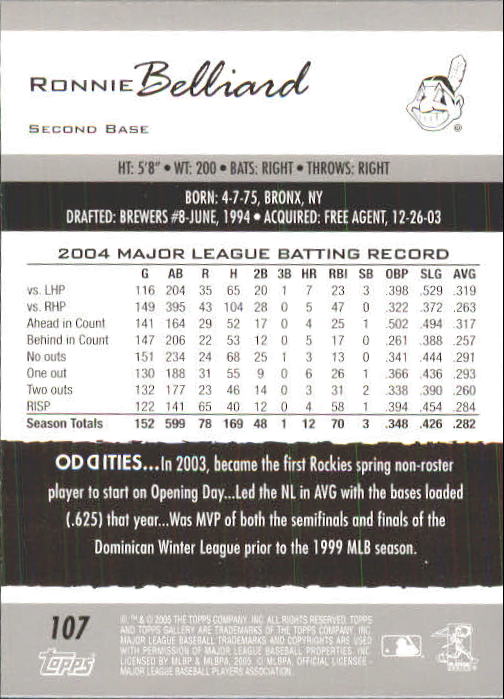 RONNIE Belliard
SECOND BASE
HT: 5'8" • WT: 200 • BATS: RIGHT • THROWS: RIGHT
BORN: 4-7-75, BRONX, NY
DRAFTED: BREWERS #8-JUNE, 1994 • ACQUIRED: FREE AGENT, 12-26-03
2004 MAJOR LEAGUE BATTING RECORD
G AB R H 2B 3B HR RBI SB OBP SLG AVG
vs. LHP 116 204 35 65 20 1 7 23 3 .398 .529 .319
vs. RHP 149 395 43 104 28 0 5 47 0 .322 .372 .263
Ahead in Count 141 164 29 52 17 0 4 25 1 .502 .494 .317
Behind in Count 147 206 22 53 12 0 5 17 0 .261 .388 .257
No outs 151 234 24 68 25 1 3 13 0 .341 .444 .291
One out 130 188 31 55 9 0 6 26 1 .366 .436 .293
Two outs 132 177 23 46 14 0 3 31 2 .338 .390 .260
RISP 122 141 65 40 12 0 4 58 1 .394 .454 .284
Season Totals 152 599 78 169 48 1 12 70 3 .348 .426 .282
ODDITIES...In 2003, became the first Rockies spring non-roster
player to start on Opening Day...Led the NL in AVG with the bases loaded
(.625) that year...Was MVP of both the semifinals and finals of the
Dominican Winter League prior to the 1999 MLB season.
107
Topps
®, ™ & © 2005 THE TOPPS COMPANY, INC. ALL RIGHTS RESERVED. TOPPS
AND TOPPS GALLERY ARE TRADEMARKS OF THE TOPPS COMPANY, INC.
MAJOR LEAGUE BASEBALL TRADEMARKS AND COPYRIGHTS ARE USED
WITH PERMISSION OF MAJOR LEAGUE BASEBALL PROPERTIES, INC.
LICENSED BY MLBP & MLBPA, 2005. © MLBPA, OFFICIAL LICENSEE -
MAJOR LEAGUE BASEBALL PLAYERS ASSOCIATION.